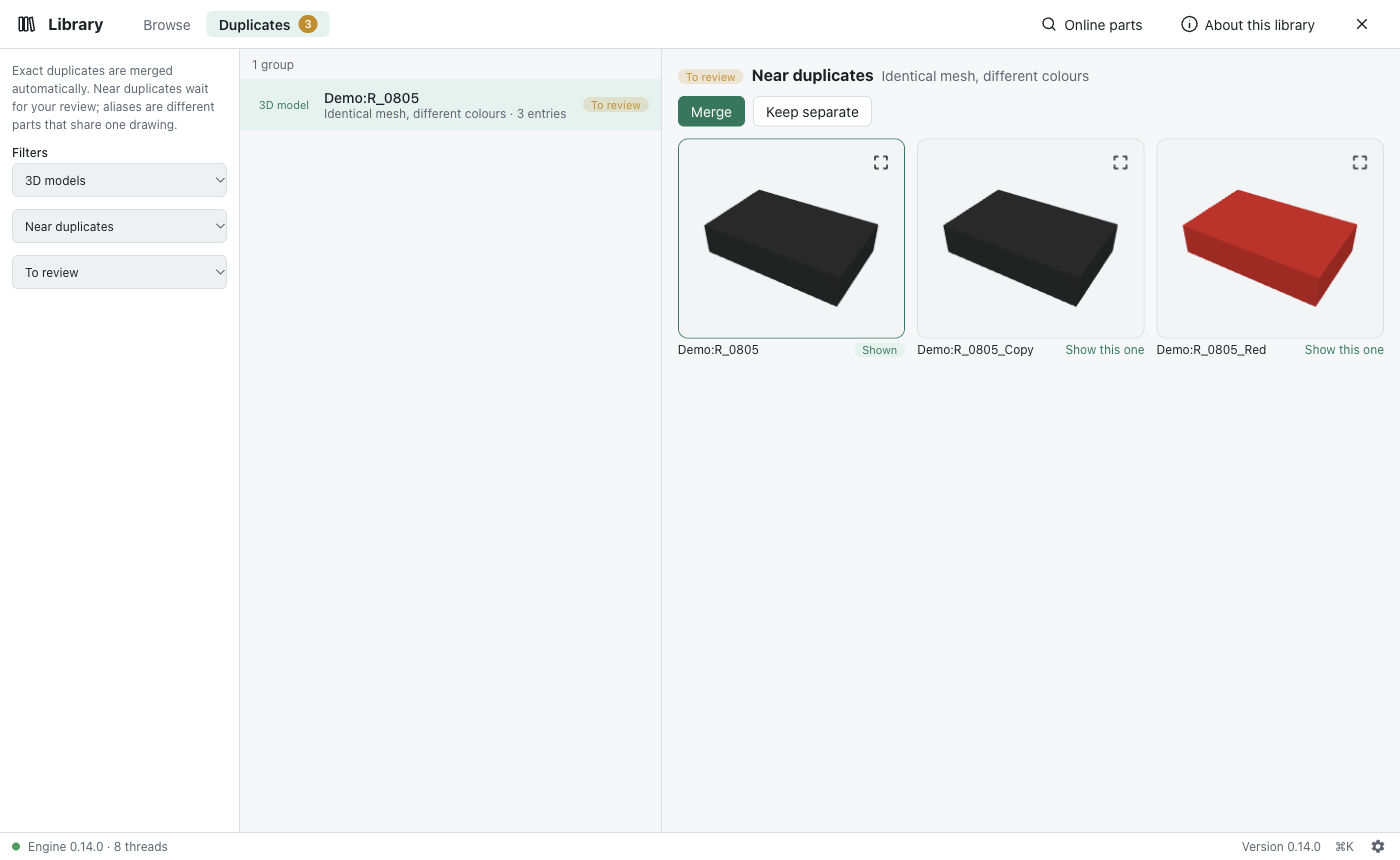 Library
Browse
Duplicates 3
Online parts
About this library
Exact duplicates are merged
automatically. Near duplicates wait
for your review; aliases are different
parts that share one drawing.
Filters
3D models
Near duplicates
To review
1 group
3D model
Demo:R_0805
Identical mesh, different colours · 3 entries
To review
To review
Near duplicates
Identical mesh, different colours
Merge
Keep separate
Demo:R_0805
Shown
Demo:R_0805_Copy
Show this one
Demo:R_0805_Red
Show this one
Engine 0.14.0 · 8 threads
Version 0.14.0
⌘K